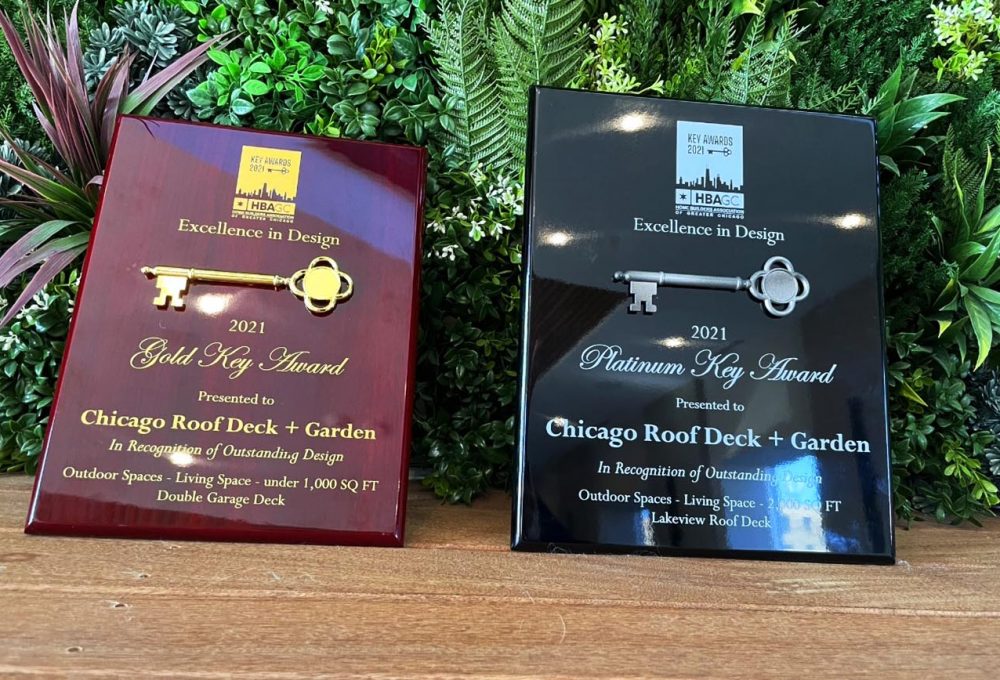 KEY AWARDS
2021
HBAGC
HOME BUILDERS ASSOCIATION
OF GREATER CHICAGO
Excellence in Design
2021
Gold Key Award
Presented to
Chicago Roof Deck + Garden
In Recognition of Outstanding Design
Outdoor Spaces - Living Space - under 1,000 SQ FT
Double Garage Deck
KEY AWARDS
2021
HBAGC
HOME BUILDERS ASSOCIATION
OF GREATER CHICAGO
Excellence in Design
2021
Platinum Key Award
Presented to
Chicago Roof Deck + Garden
In Recognition of Outstanding Design
Outdoor Spaces - Living Space - 2,000 SQ FT
Lakeview Roof Deck